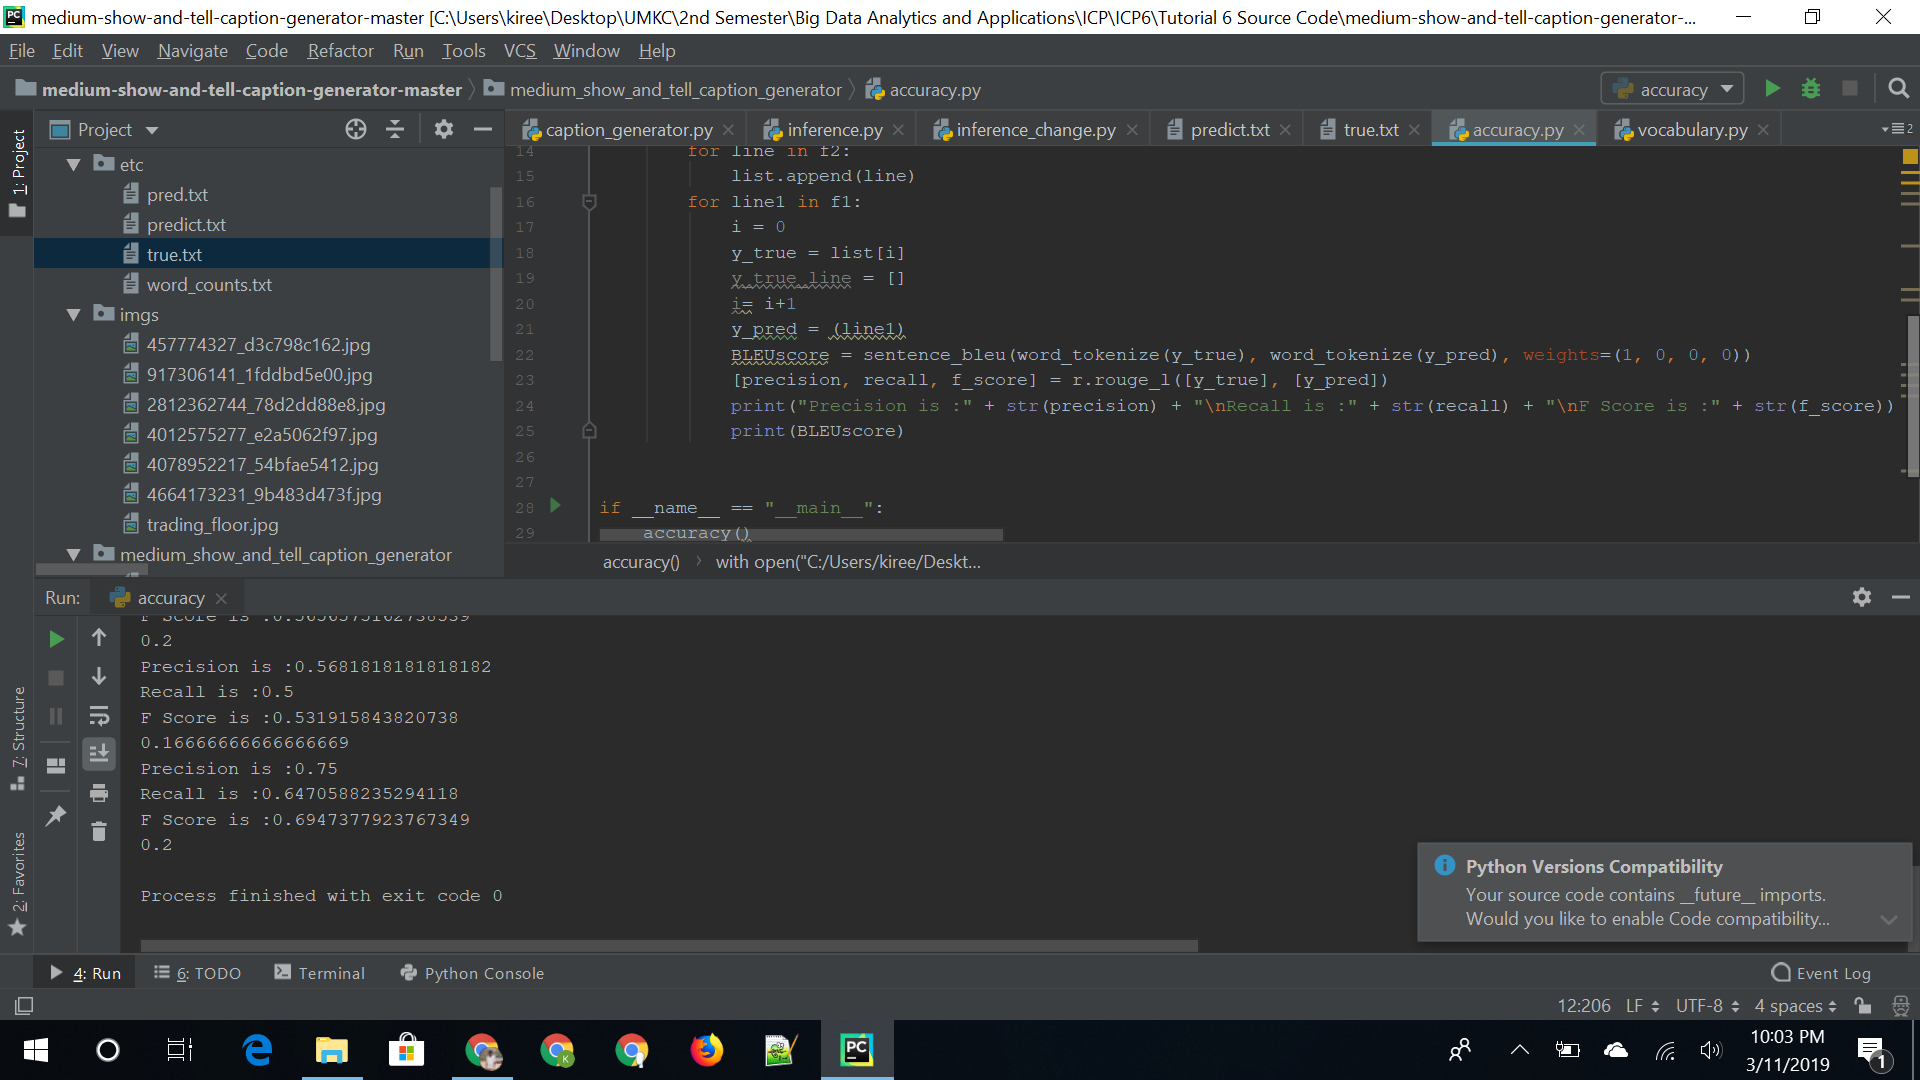 medium-show-and-tell-caption-generator-master [C:\Users\kiree\Desktop\UMKC\2nd Semester\Big Data Analytics and Applications\ICP\ICP6\Tutorial 6 Source Code\medium-show-and-tell-caption-generator-...
File Edit View Navigate Code Refactor Run Tools VCS Window Help
medium-show-and-tell-caption-generator-master medium_show_and_tell_caption_generator accuracy.py accuracy
1: Project
Project
caption_generator.py inference.py inference_change.py predict.txt true.txt accuracy.py vocabulary.py 2
etc
pred.txt
predict.txt
true.txt
word_counts.txt
imgs
457774327_d3c798c162.jpg
917306141_1fddbd5e00.jpg
2812362744_78d2dd88e8.jpg
4012575277_e2a5062f97.jpg
4078952217_54bfae5412.jpg
4664173231_9b483d473f.jpg
trading_floor.jpg
medium_show_and_tell_caption_generator
14 for line in f2:
15 list.append(line)
16 for line1 in f1:
17 i = 0
18 y_true = list[i]
19 y_true_line = []
20 i= i+1
21 y_pred = (line1)
22 BLEUscore = sentence_bleu(word_tokenize(y_true), word_tokenize(y_pred), weights=(1, 0, 0, 0))
23 [precision, recall, f_score] = r.rouge_l([y_true], [y_pred])
24 print("Precision is :" + str(precision) + "\nRecall is :" + str(recall) + "\nF Score is :" + str(f_score))
25 print(BLEUscore)
26
27
28 if __name__ == "__main__":
29 accuracy()
accuracy() with open("C:/Users/kiree/Deskt...
Run: accuracy
7: Structure
2: Favorites
F Score is :
0.2
Precision is :0.5681818181818182
Recall is :0.5
F Score is :0.531915843820738
0.16666666666666669
Precision is :0.75
Recall is :0.6470588235294118
F Score is :0.6947377923767349
0.2
Process finished with exit code 0
Python Versions Compatibility
Your source code contains __future__ imports.
Would you like to enable Code compatibility...
4: Run 6: TODO Terminal Python Console Event Log
12:206 LF UTF-8 4 spaces
10:03 PM
3/11/2019
1